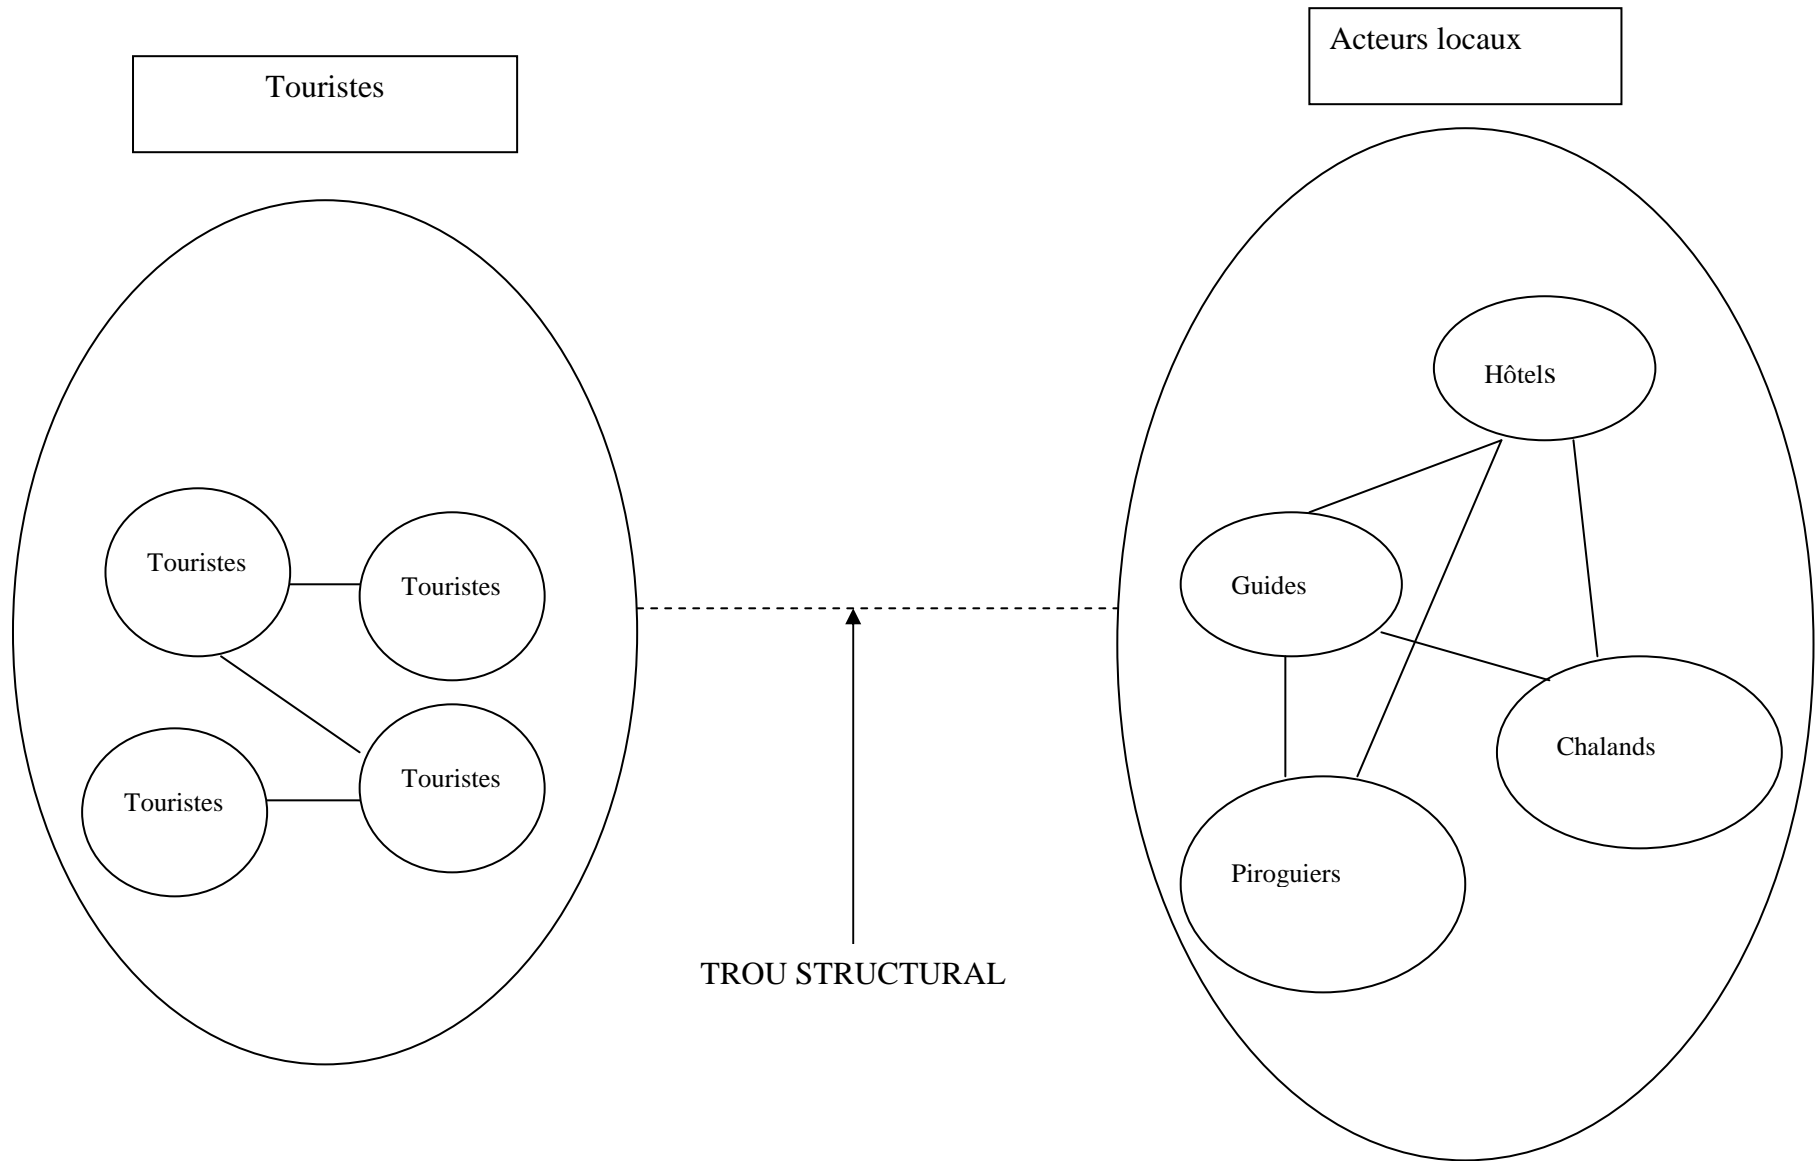 Acteurs locaux
Touristes
Hôtels
Touristes
Touristes
Guides
Touristes
Touristes
Chalands
Piroguiers
TROU STRUCTURAL